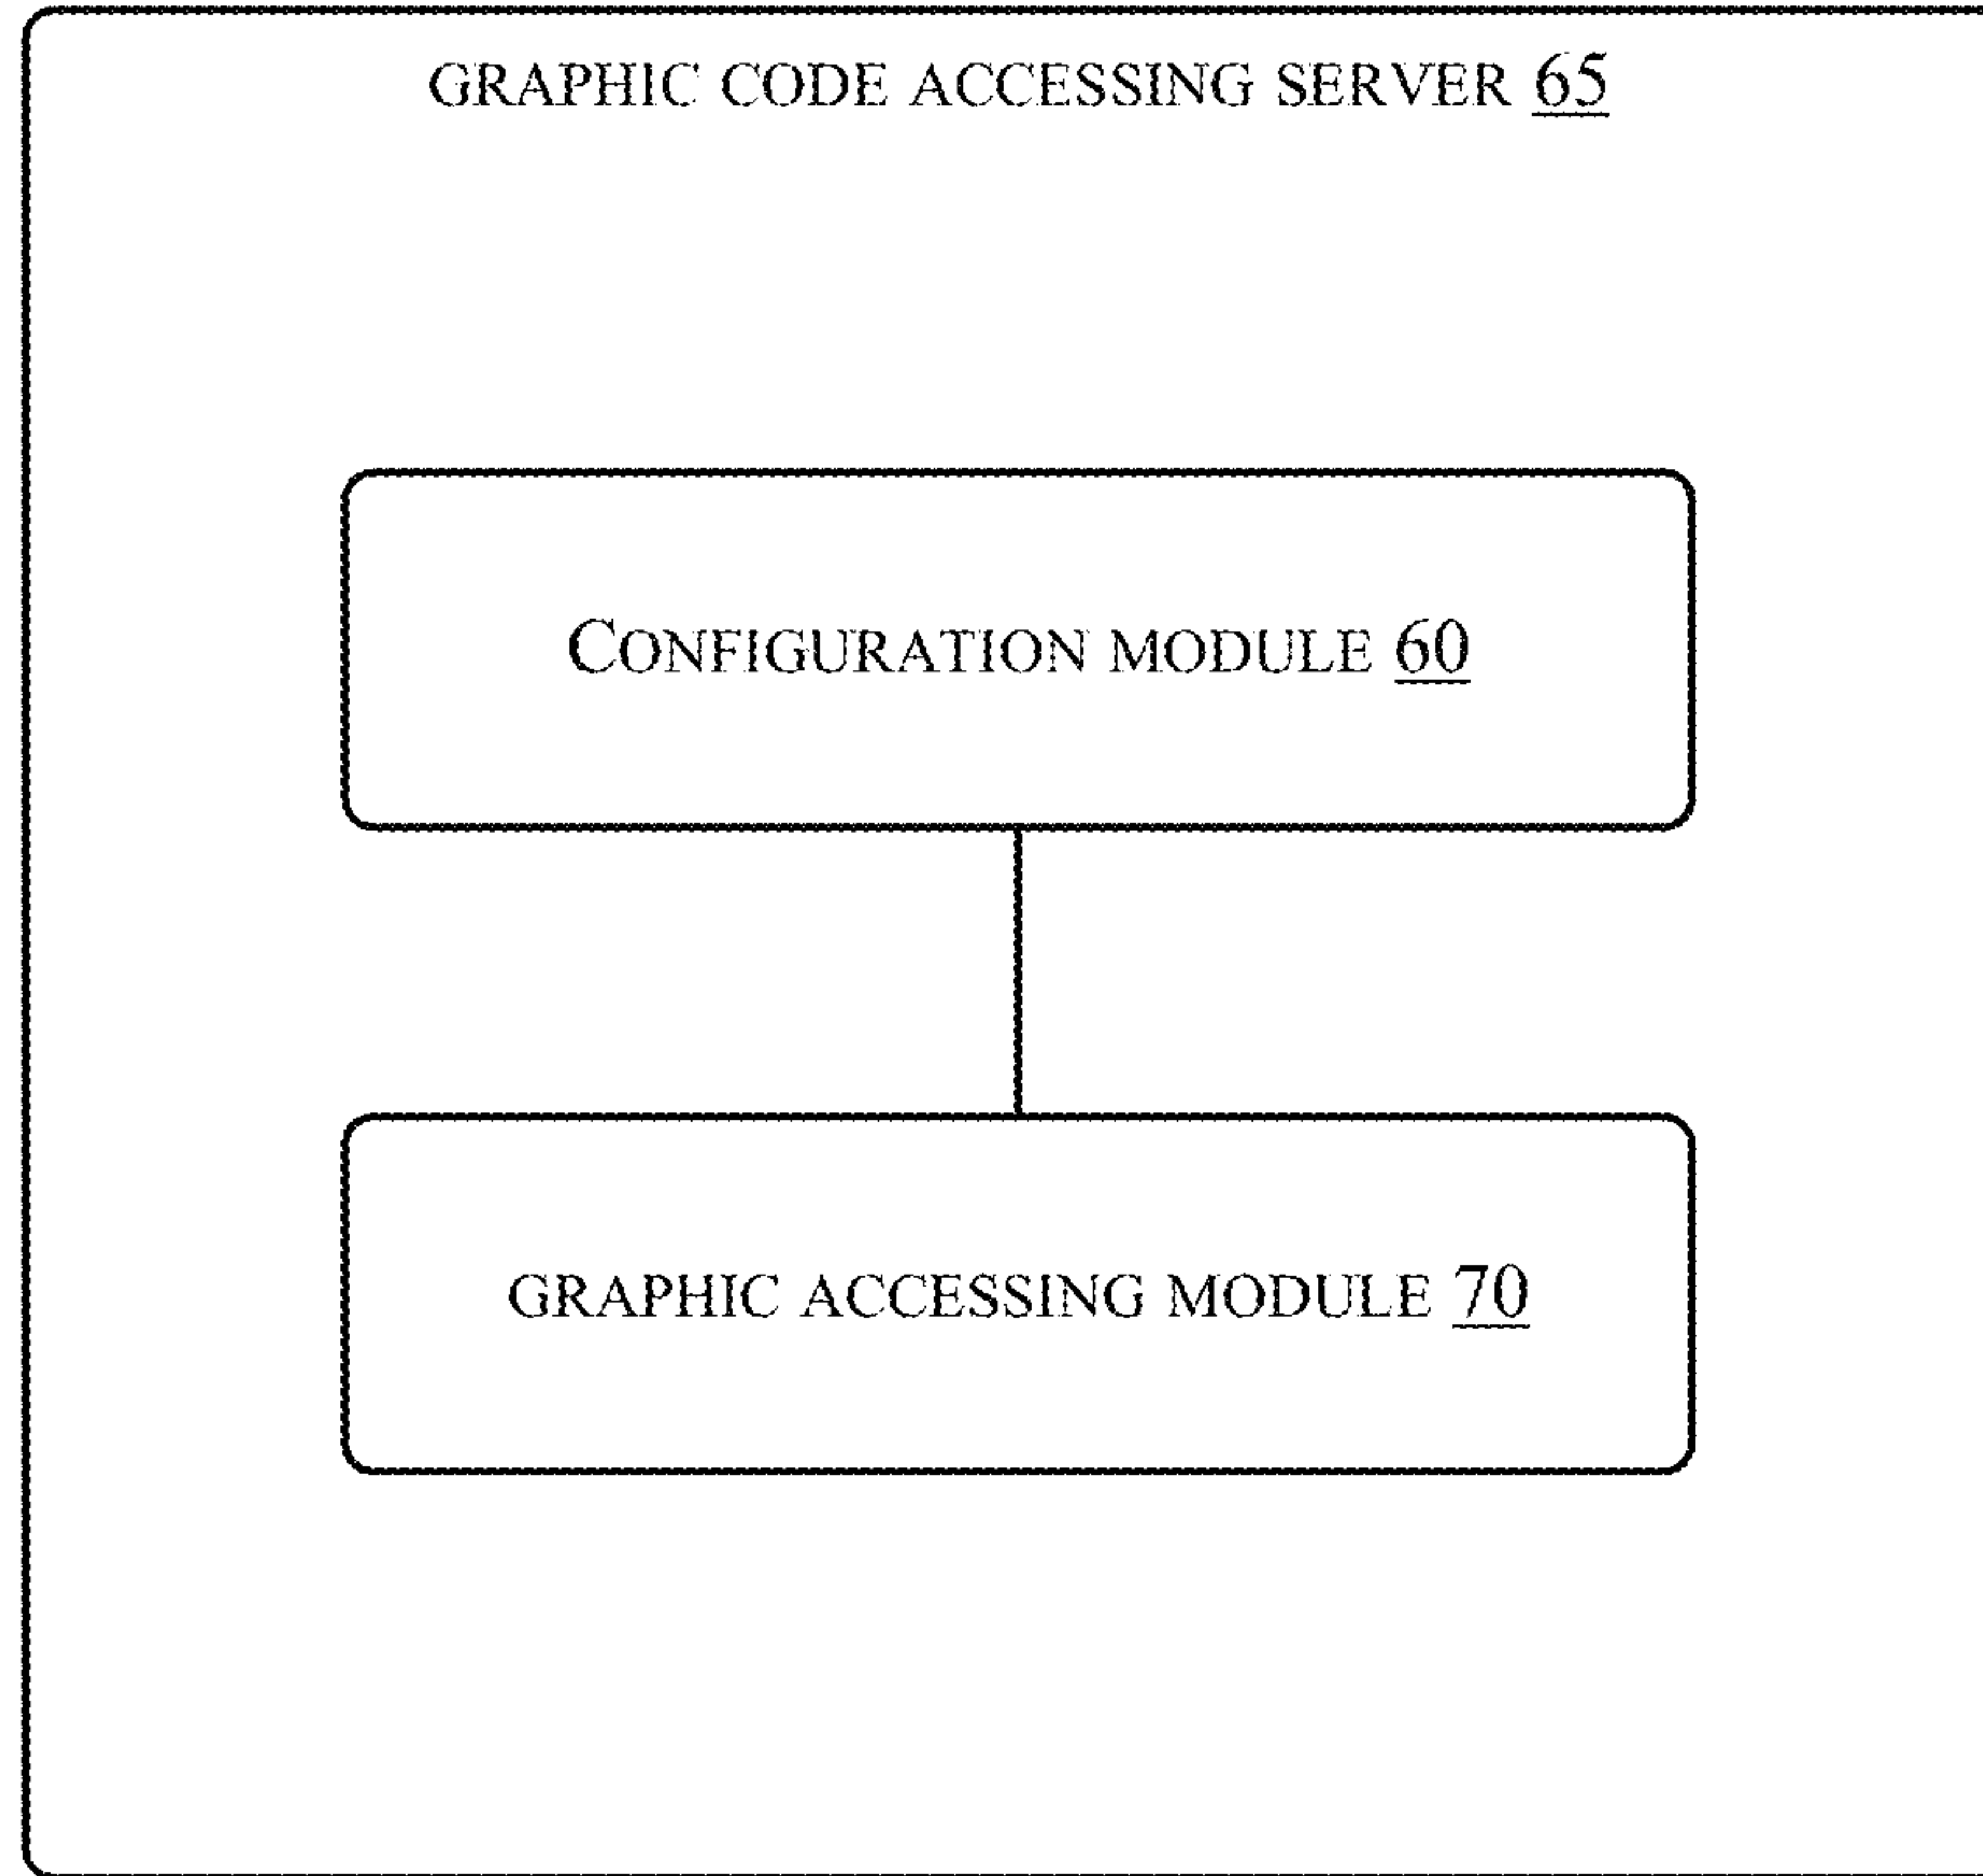 GRAPHIC CODE ACCESSING SERVER 65
CONFIGURATION MODULE 60
GRAPHIC ACCESSING MODULE 70